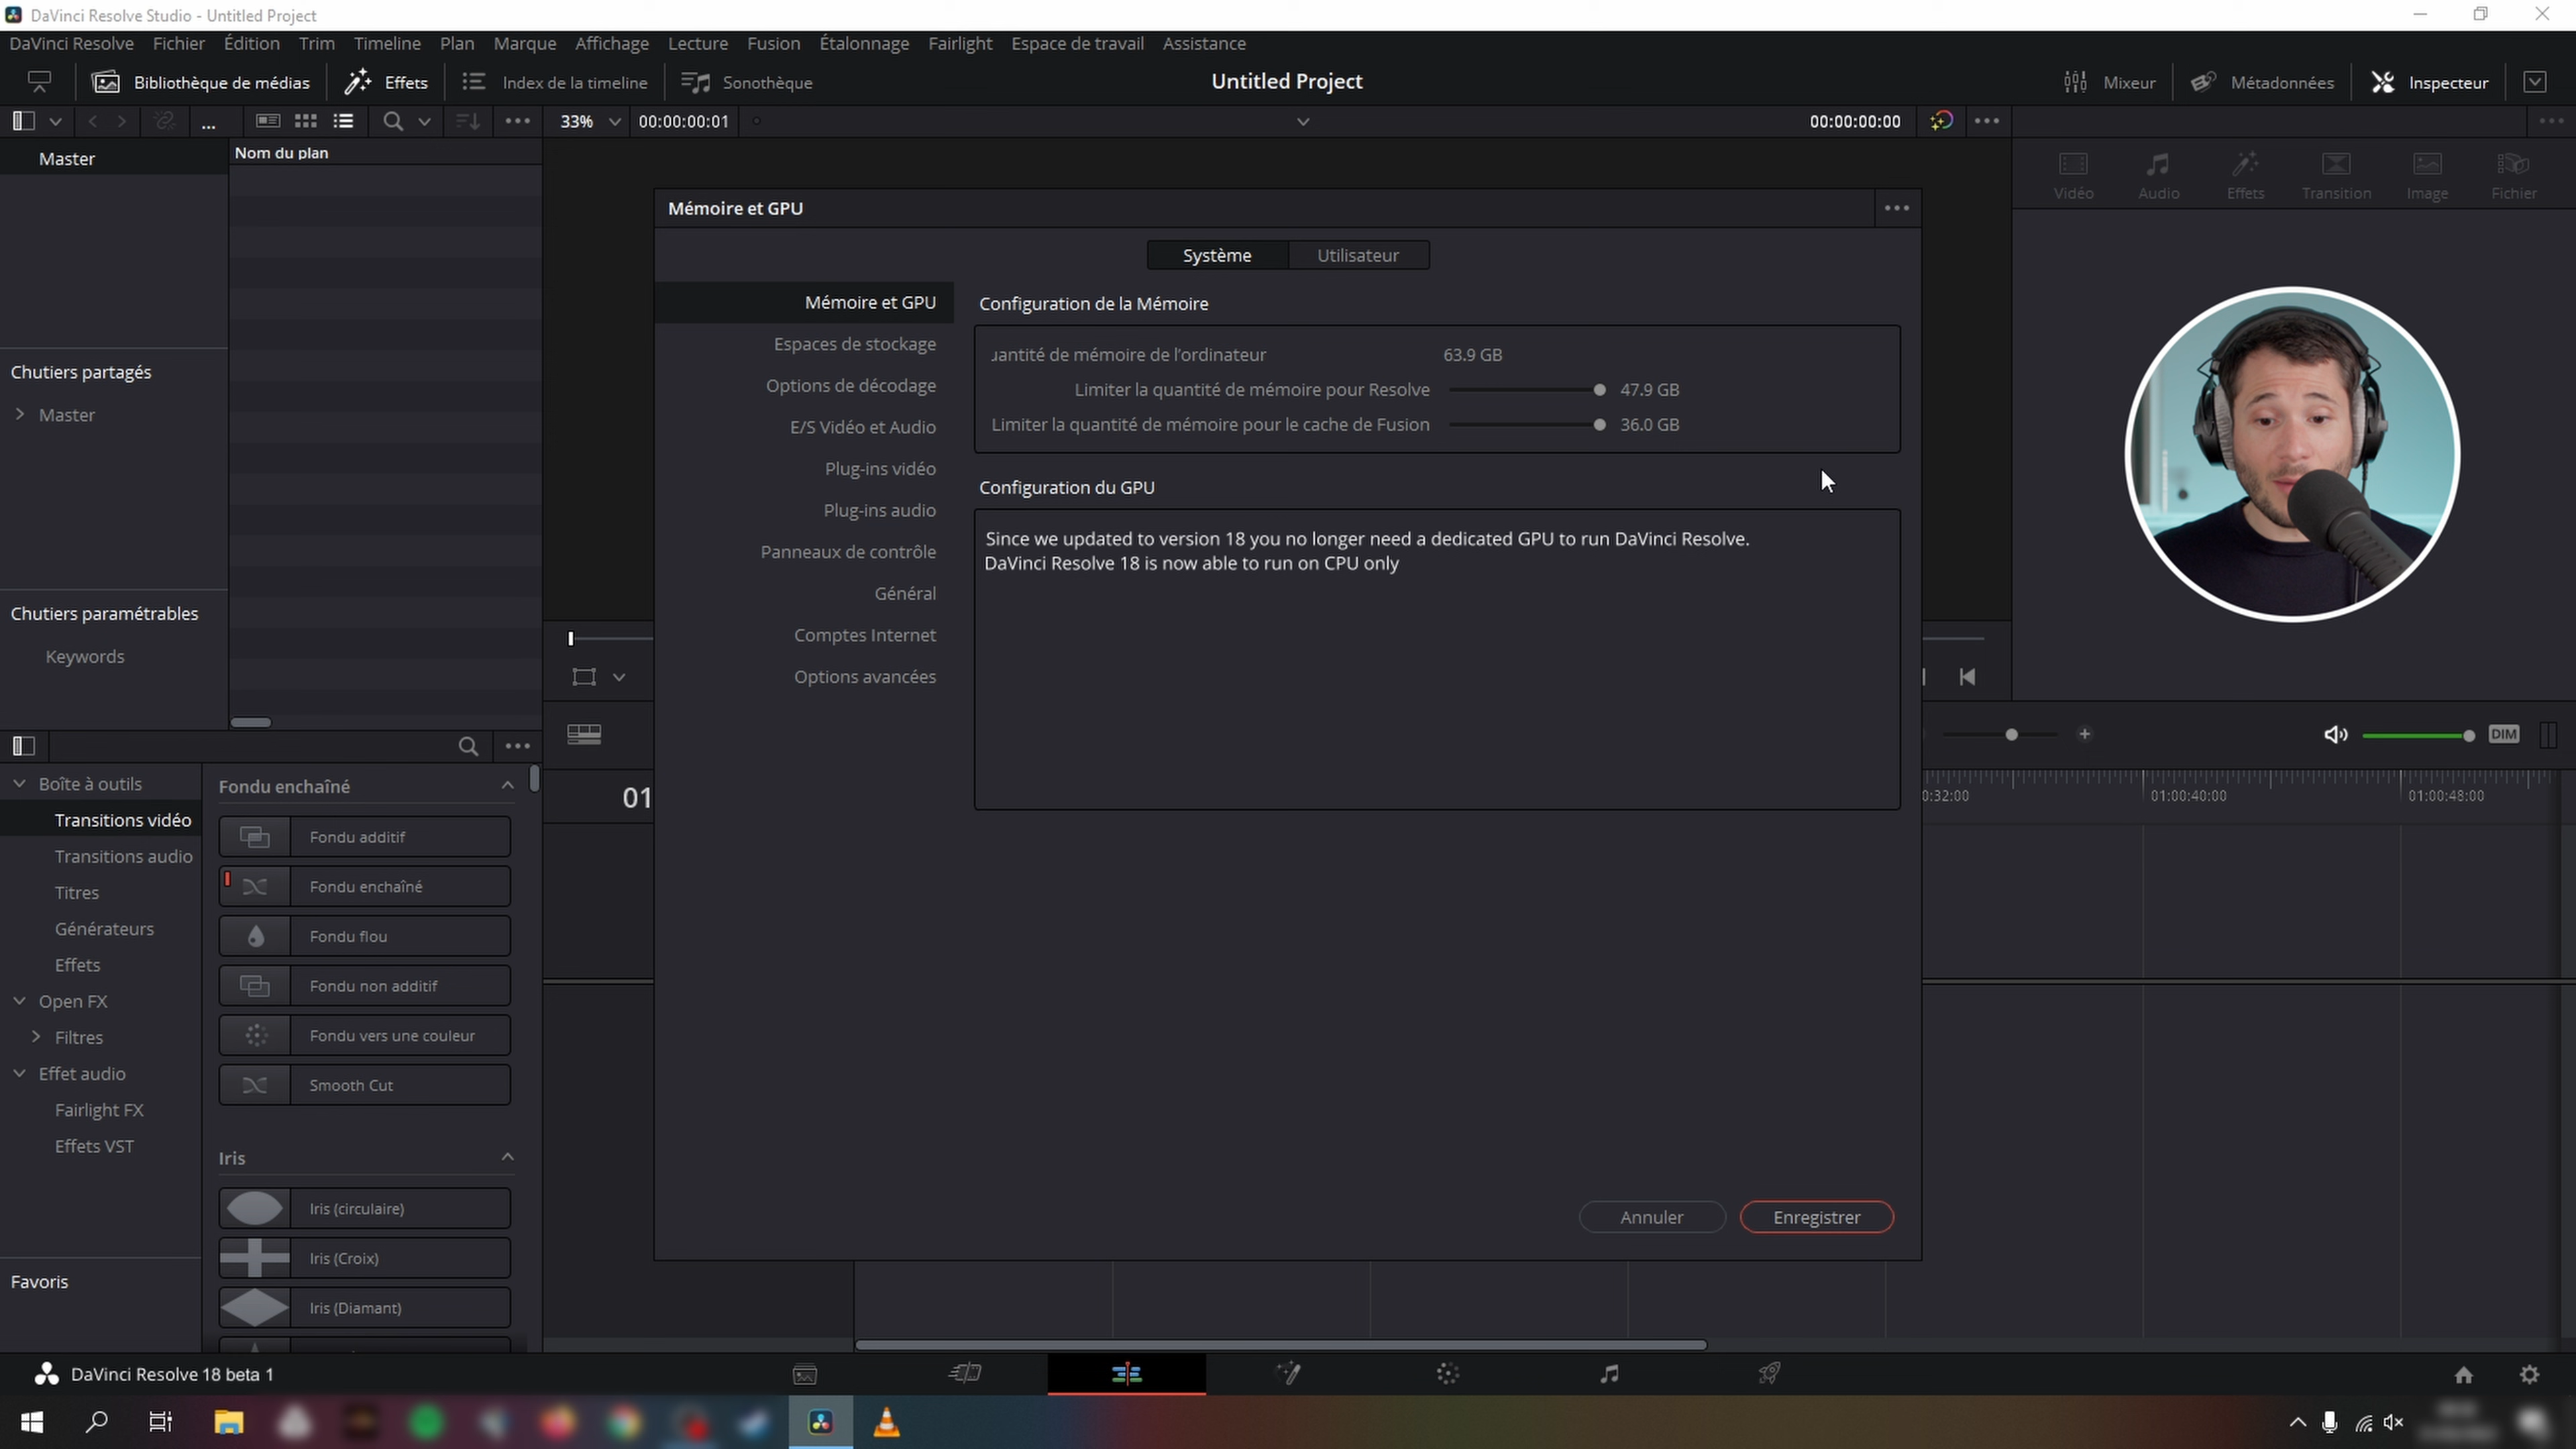 DaVinci Resolve Studio - Untitled Project
DaVinci Resolve Fichier Édition Trim Timeline Plan Marque Affichage Lecture Fusion Étalonnage Fairlight Espace de travail Assistance
Bibliothèque de médias Effets Index de la timeline Sonothèque Untitled Project Mixeur Métadonnées Inspecteur
33% 00:00:00:01 00:00:00:00
Master
Nom du plan
Vidéo Audio Effets Transition Image Fichier
Chutiers partagés
Master
Chutiers paramétrables
Keywords
Mémoire et GPU
Système Utilisateur
Mémoire et GPU
Espaces de stockage
Options de décodage
E/S Vidéo et Audio
Plug-ins vidéo
Plug-ins audio
Panneaux de contrôle
Général
Comptes Internet
Options avancées
Configuration de la Mémoire
uantité de mémoire de l'ordinateur 63.9 GB
Limiter la quantité de mémoire pour Resolve 47.9 GB
Limiter la quantité de mémoire pour le cache de Fusion 36.0 GB
Configuration du GPU
Since we updated to version 18 you no longer need a dedicated GPU to run DaVinci Resolve.
DaVinci Resolve 18 is now able to run on CPU only
Annuler Enregistrer
DIM
01
0:32:00 01:00:40:00 01:00:48:00
Boîte à outils
Transitions vidéo
Transitions audio
Titres
Générateurs
Effets
Open FX
Filtres
Effet audio
Fairlight FX
Effets VST
Favoris
Fondu enchaîné
Fondu additif
Fondu enchaîné
Fondu flou
Fondu non additif
Fondu vers une couleur
Smooth Cut
Iris
Iris (circulaire)
Iris (Croix)
Iris (Diamant)
DaVinci Resolve 18 beta 1